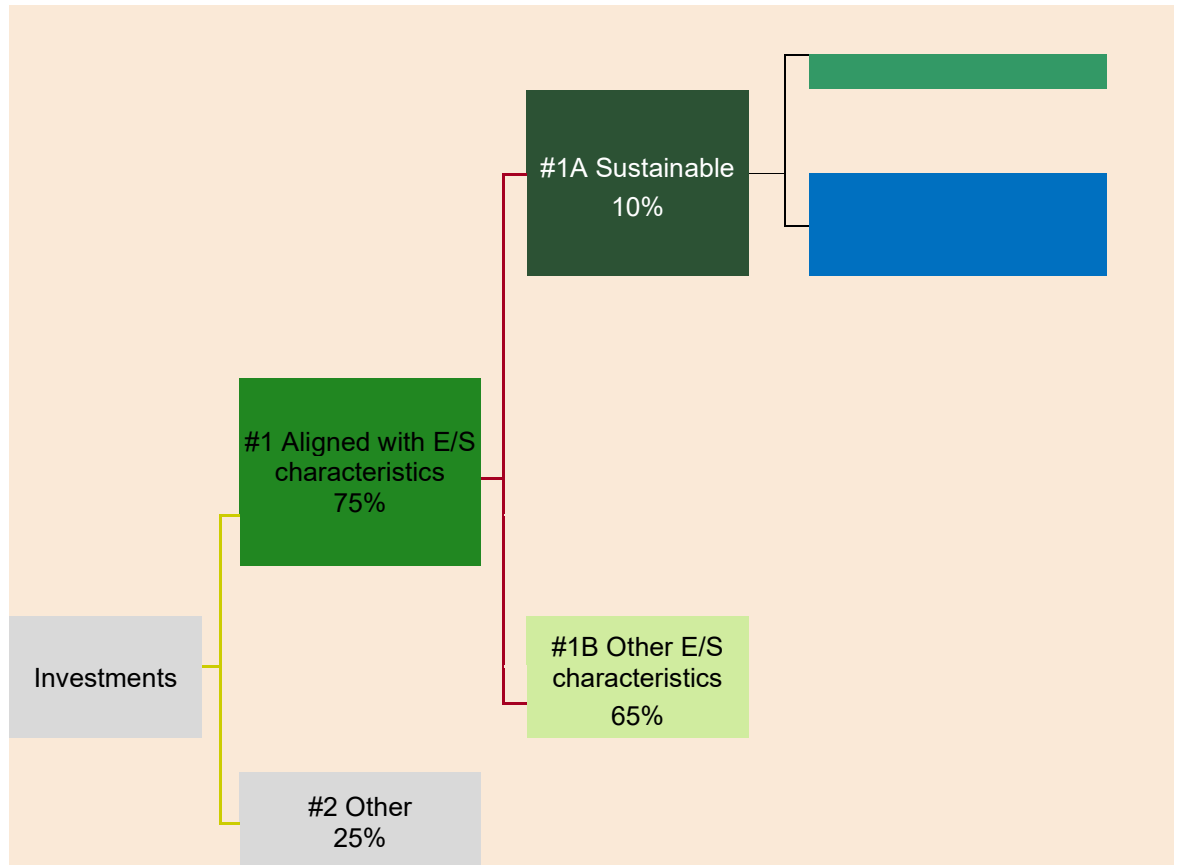 #1A Sustainable
10%
#1 Aligned with E/S
characteristics
75%
Investments
#1B Other E/S
characteristics
65%
#2 Other
25%